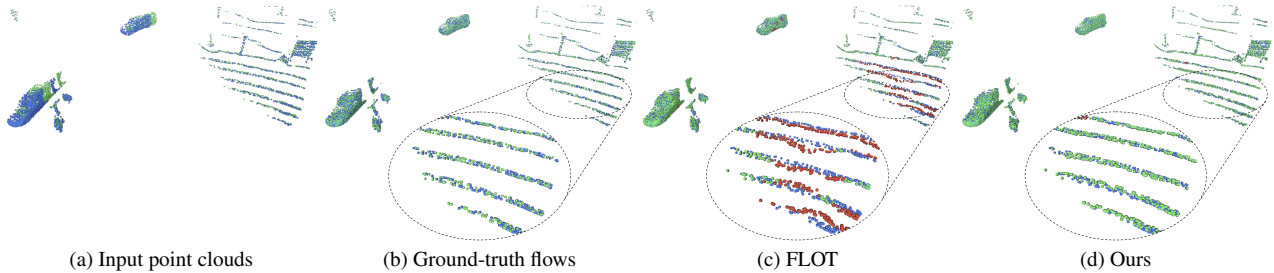 (a) Input point clouds
(b) Ground-truth flows
(c) FLOT
(d) Ours